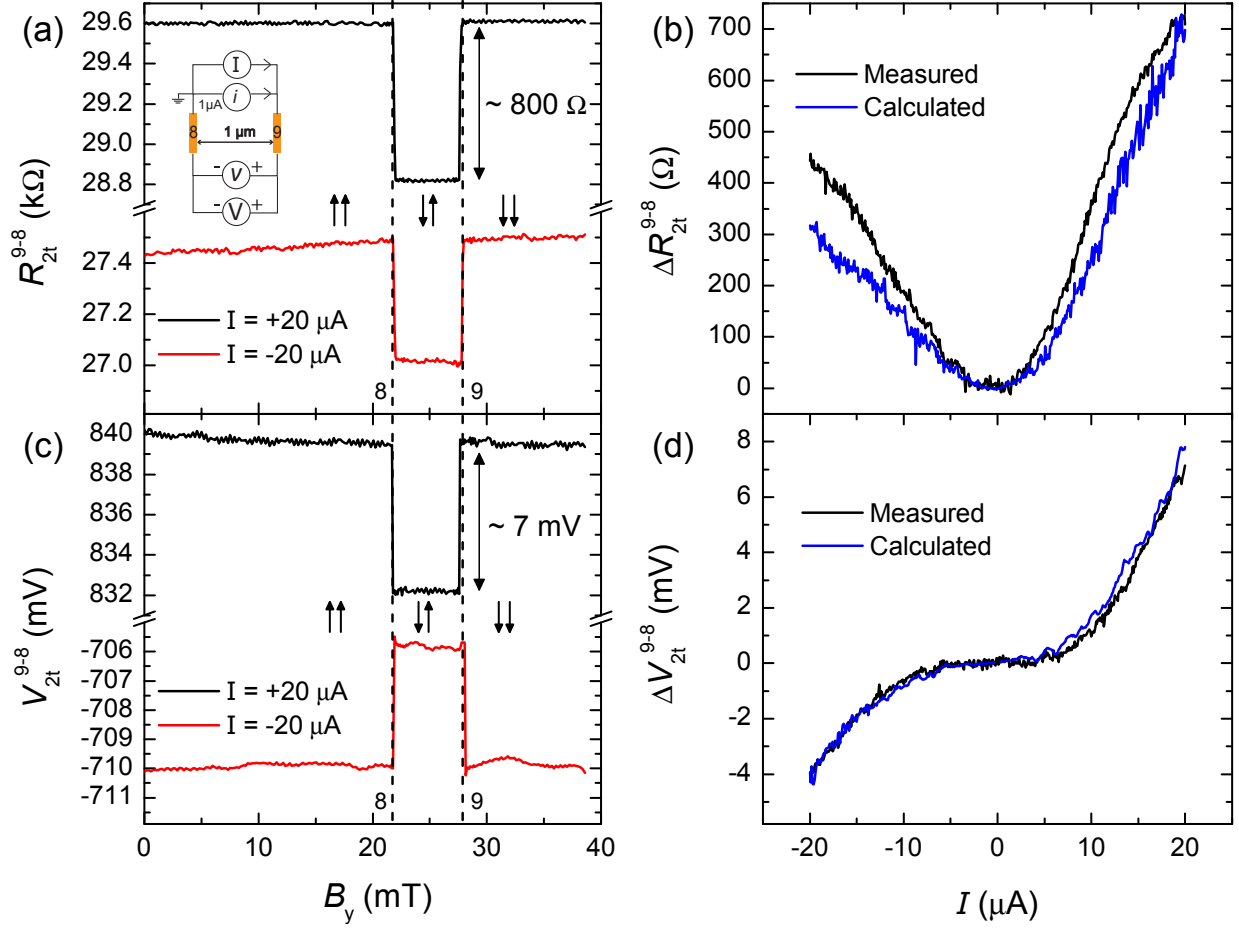 (a)
29.6
29.4
29.2
29.0
28.8
27.4
27.2
27.0
R2t9-8 (kΩ)
I
1μA
i
8
1 μm
9
- v +
- V +
~ 800 Ω
I = +20 μA
I = -20 μA
8
9
(b)
700
600
500
400
300
200
100
0
ΔR2t9-8 (Ω)
Measured
Calculated
(c)
840
838
836
834
832
-706
-707
-708
-709
-710
-711
V2t9-8 (mV)
~ 7 mV
I = +20 μA
I = -20 μA
8
9
0
10
20
30
40
By (mT)
(d)
8
6
4
2
0
-2
-4
ΔV2t9-8 (mV)
Measured
Calculated
-20
-10
0
10
20
I (μA)